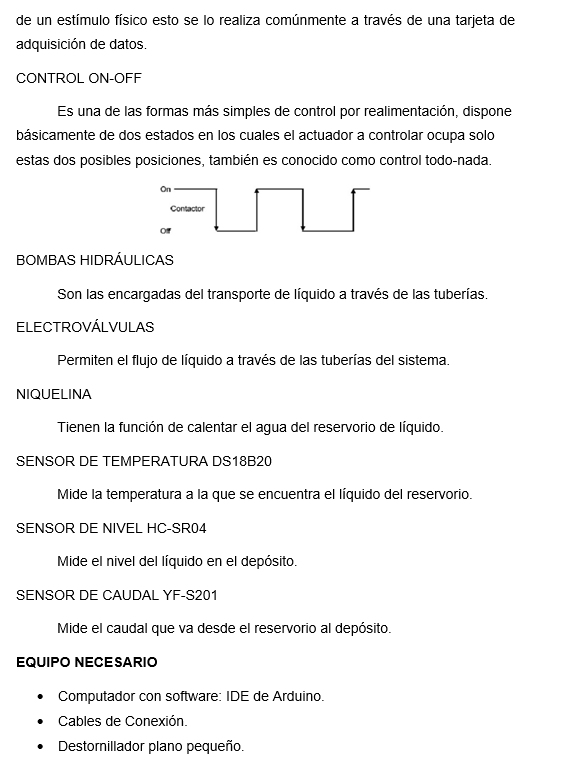 de un estímulo físico esto se lo realiza comúnmente a través de una tarjeta de
adquisición de datos.
CONTROL ON-OFF
Es una de las formas más simples de control por realimentación, dispone
básicamente de dos estados en los cuales el actuador a controlar ocupa solo
estas dos posibles posiciones, también es conocido como control todo-nada.
On
Contactor
Off
BOMBAS HIDRÁULICAS
Son las encargadas del transporte de líquido a través de las tuberías.
ELECTROVÁLVULAS
Permiten el flujo de líquido a través de las tuberías del sistema.
NIQUELINA
Tienen la función de calentar el agua del reservorio de líquido.
SENSOR DE TEMPERATURA DS18B20
Mide la temperatura a la que se encuentra el líquido del reservorio.
SENSOR DE NIVEL HC-SR04
Mide el nivel del líquido en el depósito.
SENSOR DE CAUDAL YF-S201
Mide el caudal que va desde el reservorio al depósito.
EQUIPO NECESARIO
• Computador con software: IDE de Arduino.
• Cables de Conexión.
• Destornillador plano pequeño.